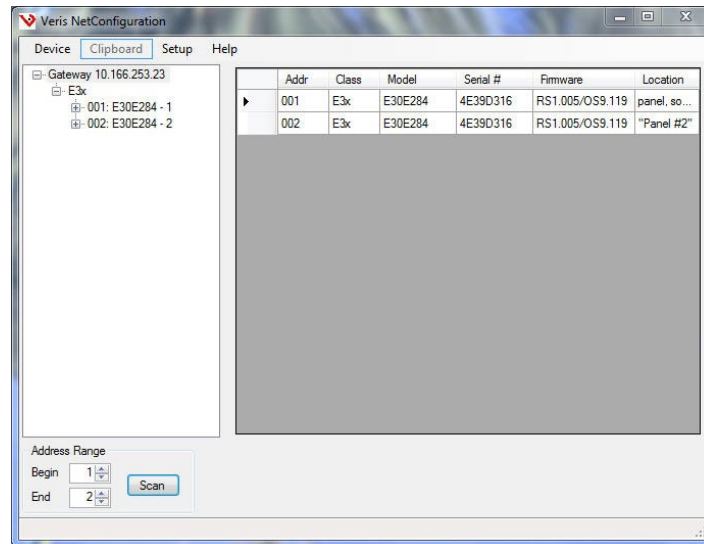 Veris NetConfiguration
Device Clipboard Setup Help
Gateway 10.166.253.23
E3x
001: E30E284 - 1
002: E30E284 - 2
Addr Class Model Serial # Firmware Location
001 E3x E30E284 4E39D316 RS1.005/OS9.119 panel, so...
002 E3x E30E284 4E39D316 RS1.005/OS9.119 "Panel #2"
Address Range
Begin 1
Scan
End 2